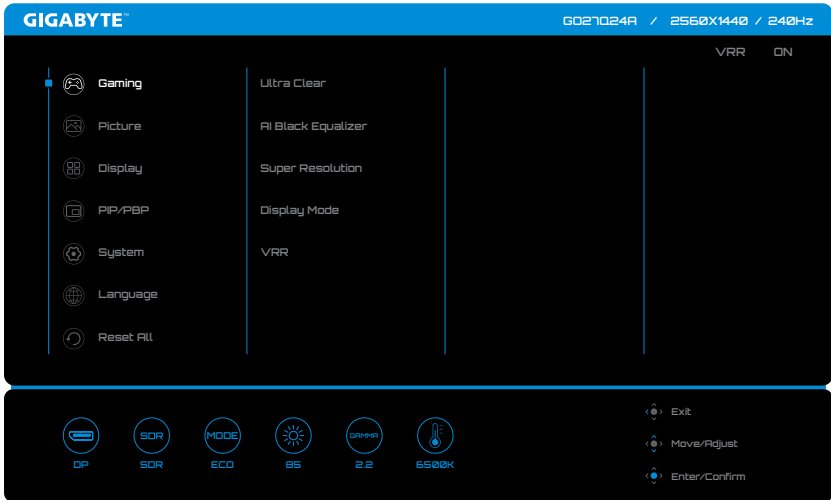 GIGABYTE™ GO27Q24A / 2560X1440 / 240Hz
VRR ON
Gaming Ultra Clear
Picture AI Black Equalizer
Display Super Resolution
PIP/PBP Display Mode
System VRR
Language
Reset All
Exit
SDR MODE GAMMA
Move/Adjust
DP SDR ECO 85 2.2 6500K
Enter/Confirm